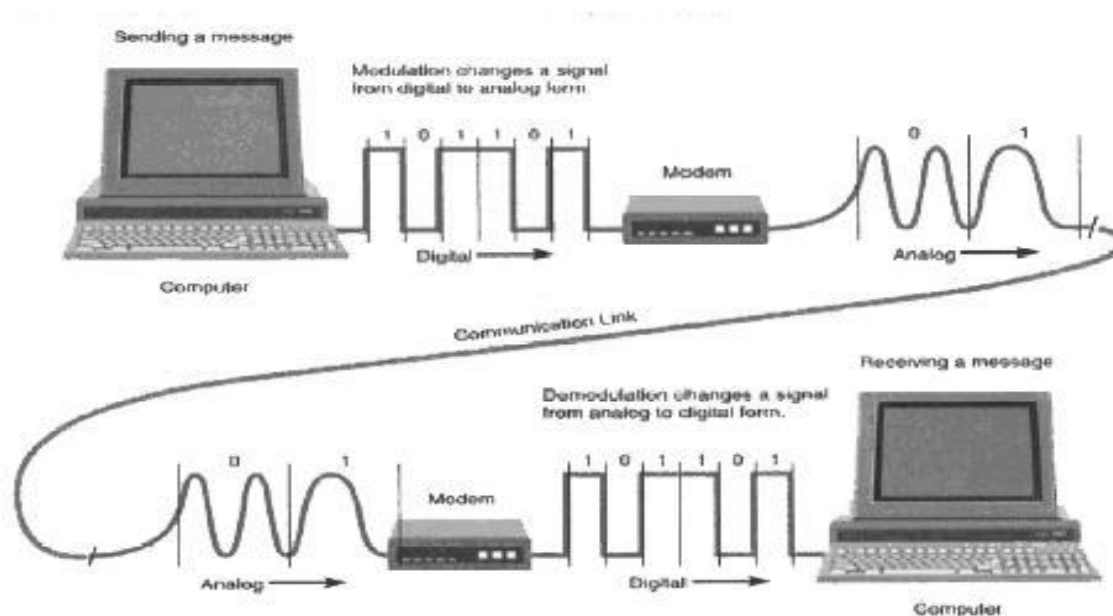 Sending a message
Modulation changes a signal
from digital to analog form.
1 0 1 1 0 1
0 1
Modem
Digital
Analog
Computer
Communication Link
Receiving a message
Demodulation changes a signal
from analog to digital form.
0 1
1 0 1 1 0 1
Modem
Analog
Digital
Computer